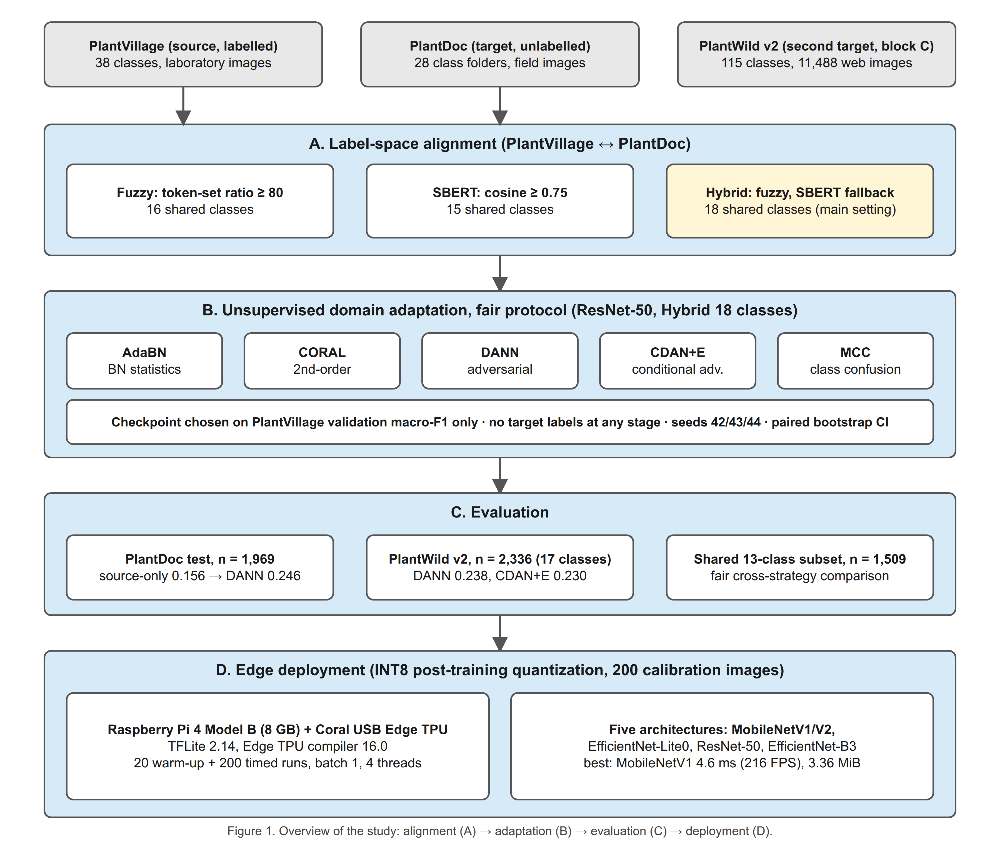 PlantVillage (source, labelled)
38 classes, laboratory images
PlantDoc (target, unlabelled)
28 class folders, field images
PlantWild v2 (second target, block C)
115 classes, 11,488 web images
A. Label-space alignment (PlantVillage ↔ PlantDoc)
Fuzzy: token-set ratio ≥ 80
16 shared classes
SBERT: cosine ≥ 0.75
15 shared classes
Hybrid: fuzzy, SBERT fallback
18 shared classes (main setting)
B. Unsupervised domain adaptation, fair protocol (ResNet-50, Hybrid 18 classes)
AdaBN
BN statistics
CORAL
2nd-order
DANN
adversarial
CDAN+E
conditional adv.
MCC
class confusion
Checkpoint chosen on PlantVillage validation macro-F1 only · no target labels at any stage · seeds 42/43/44 · paired bootstrap CI
C. Evaluation
PlantDoc test, n = 1,969
source-only 0.156 → DANN 0.246
PlantWild v2, n = 2,336 (17 classes)
DANN 0.238, CDAN+E 0.230
Shared 13-class subset, n = 1,509
fair cross-strategy comparison
D. Edge deployment (INT8 post-training quantization, 200 calibration images)
Raspberry Pi 4 Model B (8 GB) + Coral USB Edge TPU
TFLite 2.14, Edge TPU compiler 16.0
20 warm-up + 200 timed runs, batch 1, 4 threads
Five architectures: MobileNetV1/V2,
EfficientNet-Lite0, ResNet-50, EfficientNet-B3
best: MobileNetV1 4.6 ms (216 FPS), 3.36 MiB
Figure 1. Overview of the study: alignment (A) → adaptation (B) → evaluation (C) → deployment (D).